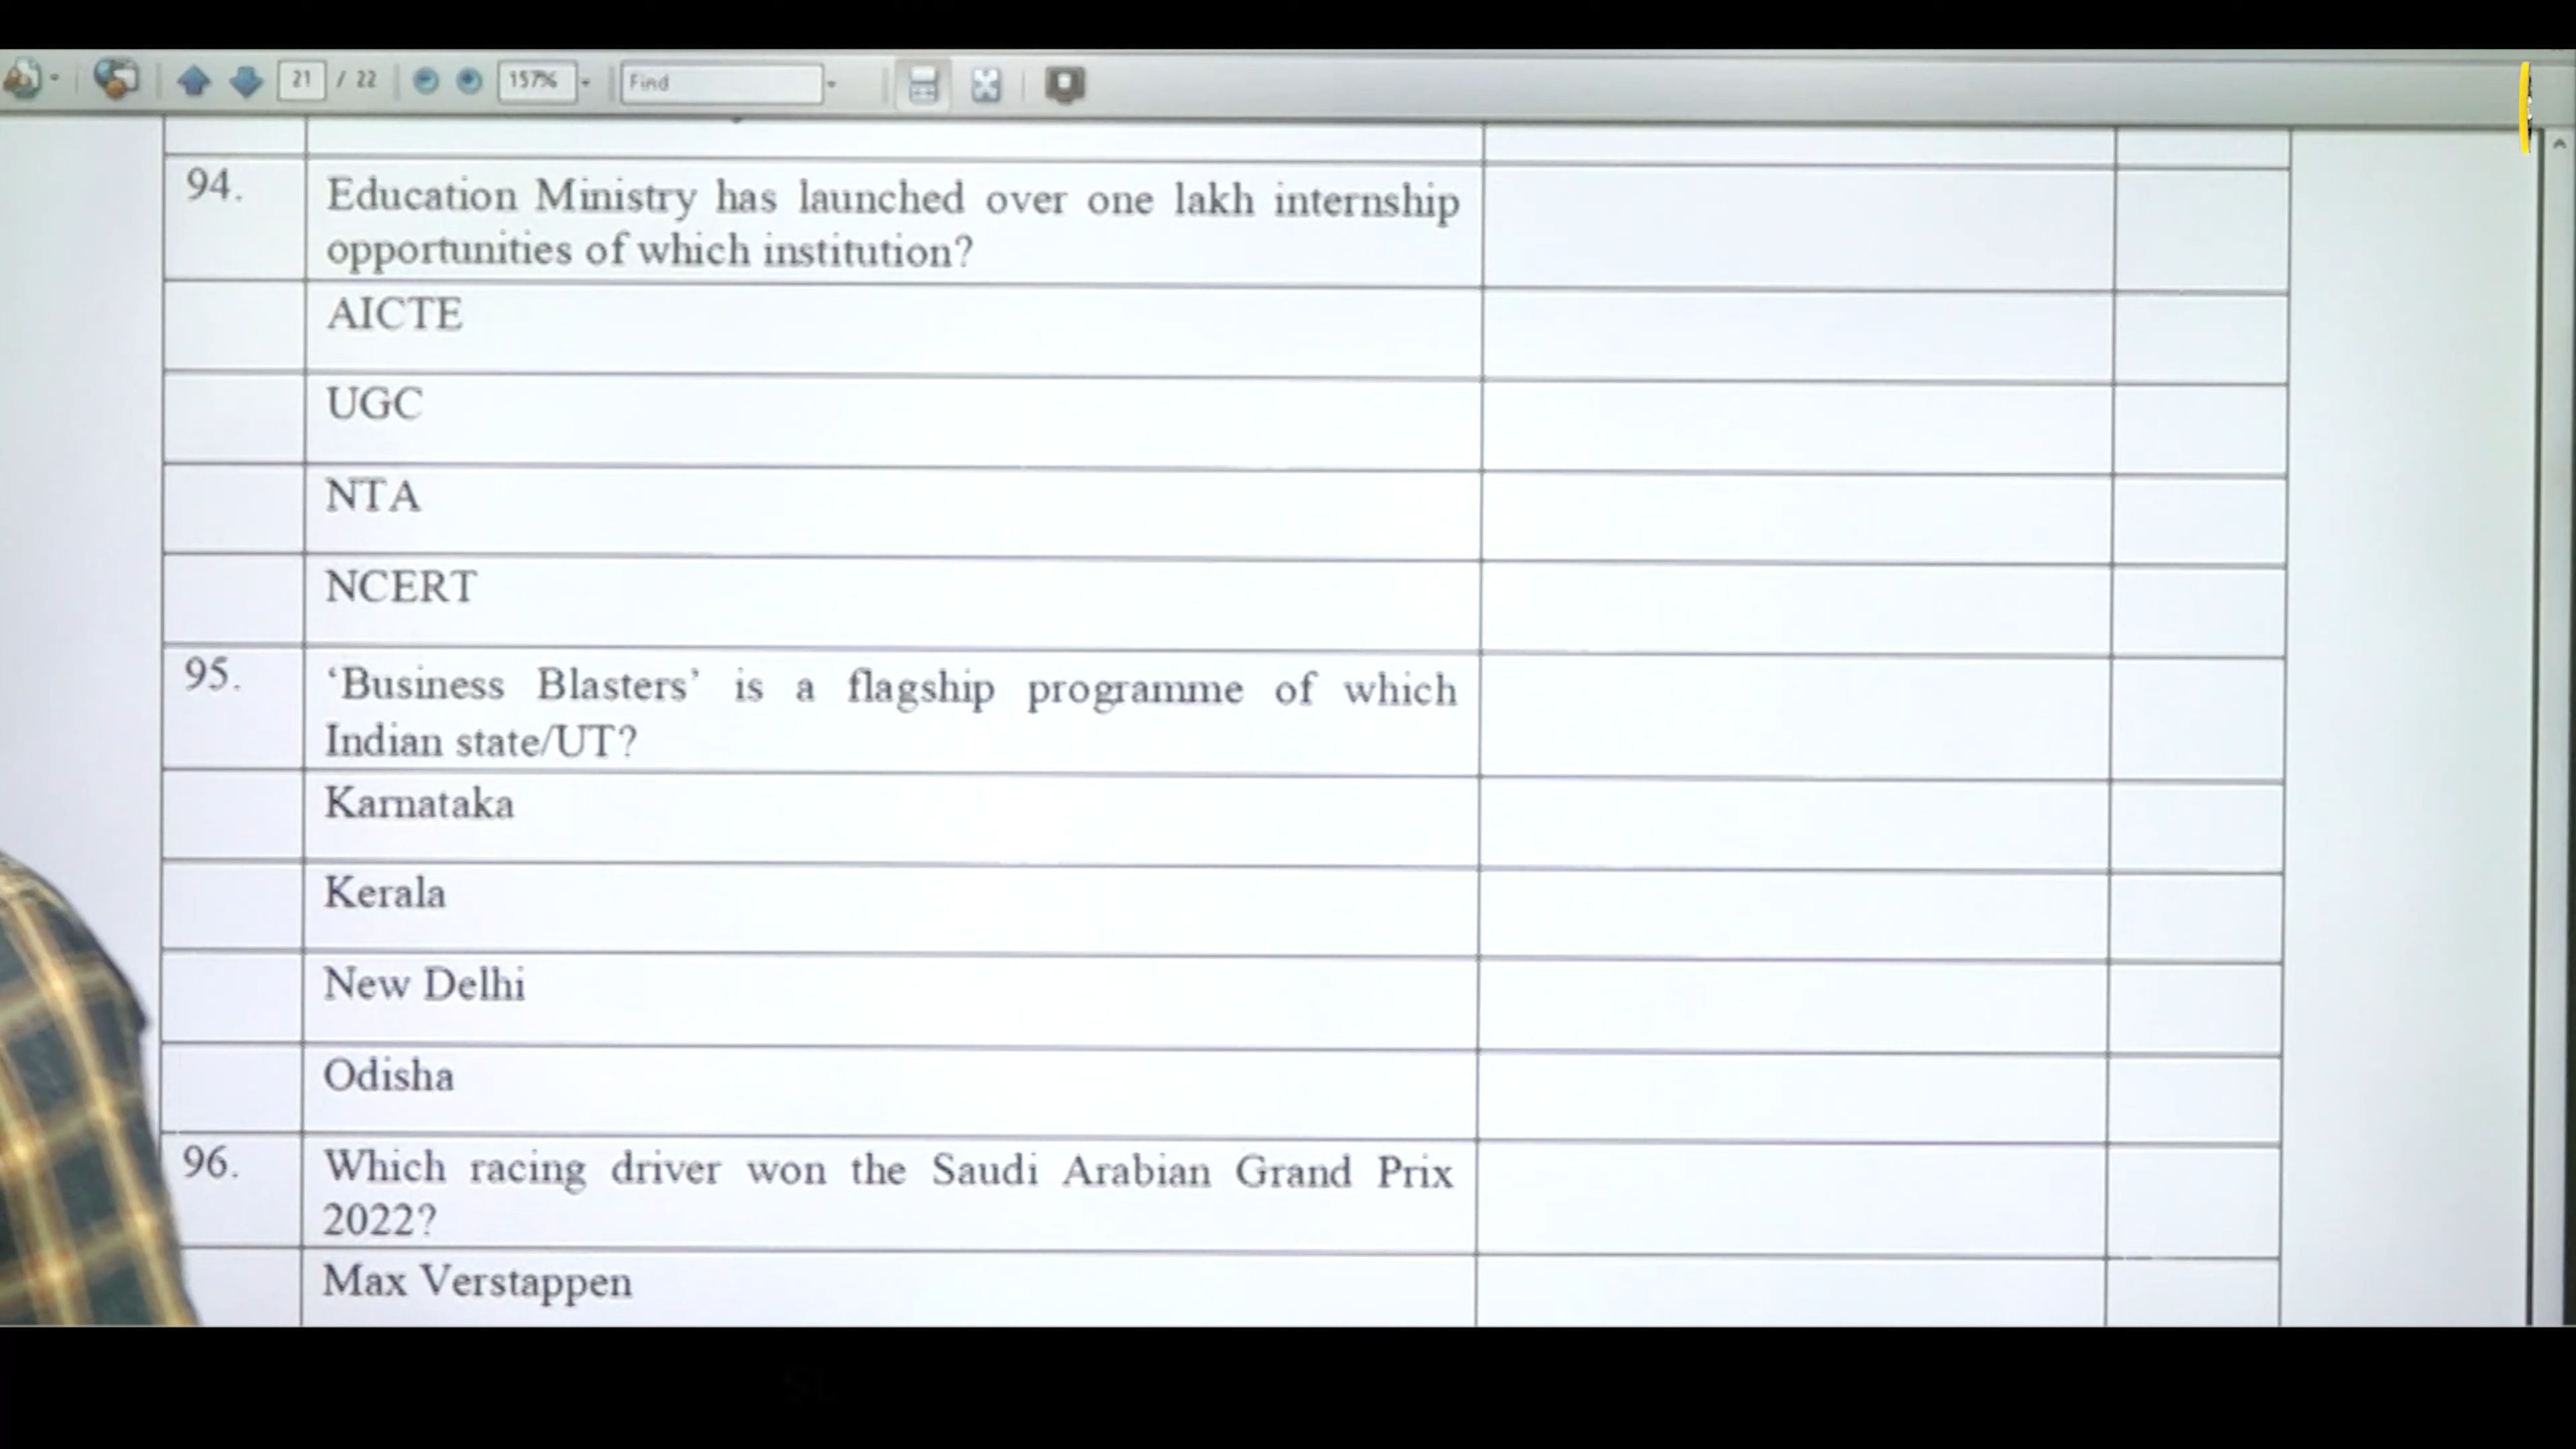 21 / 22 157% Find
94. Education Ministry has launched over one lakh internship
opportunities of which institution?
AICTE
UGC
NTA
NCERT
95. ‘Business Blasters’ is a flagship programme of which
Indian state/UT?
Karnataka
Kerala
New Delhi
Odisha
96. Which racing driver won the Saudi Arabian Grand Prix
2022?
Max Verstappen